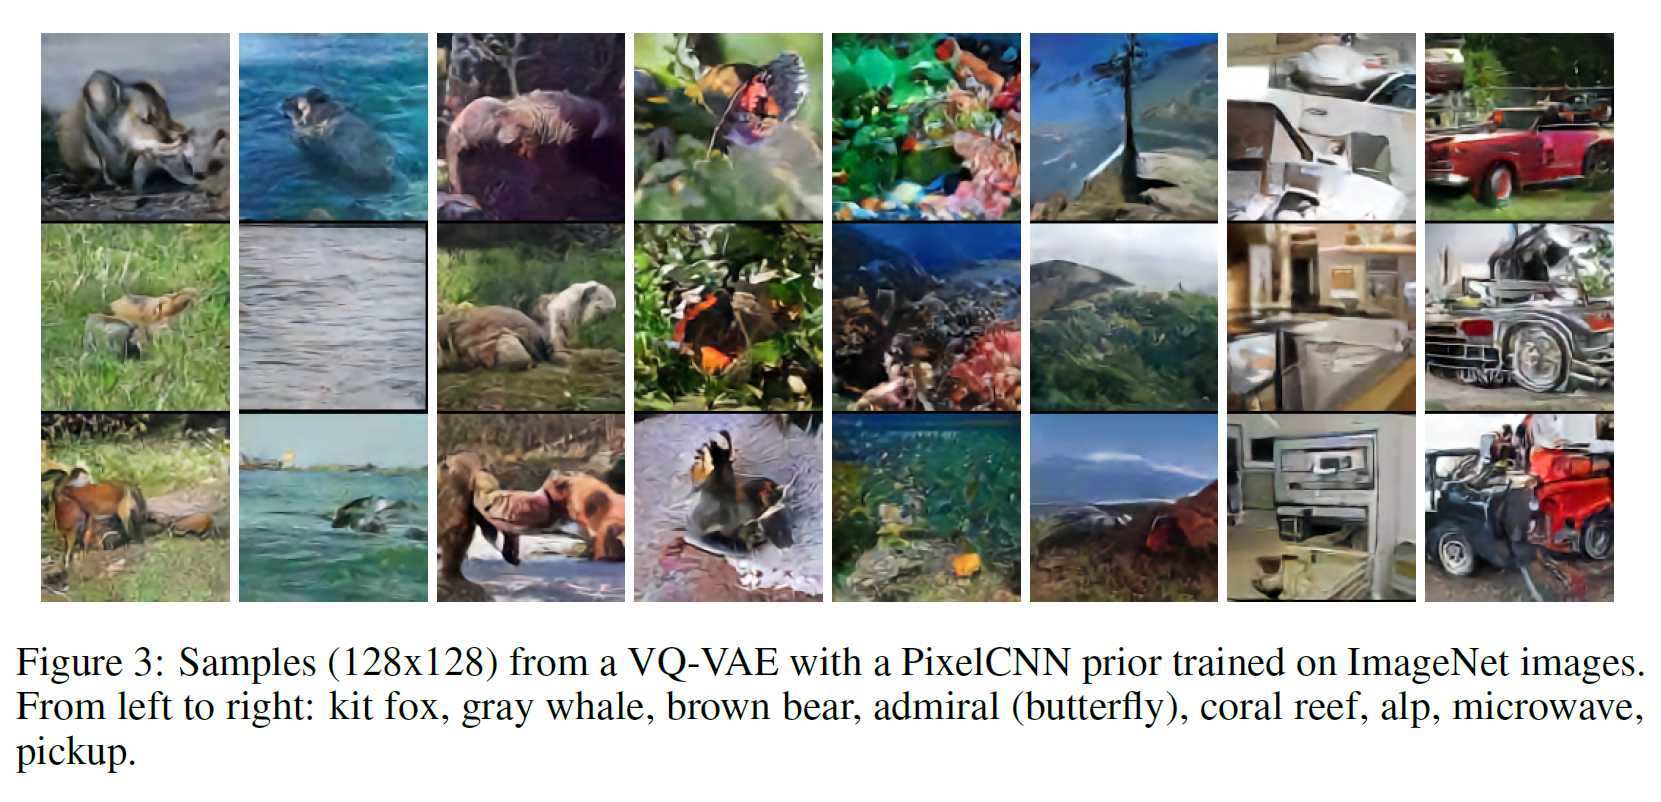 Figure 3: Samples (128x128) from a VQ-VAE with a PixelCNN prior trained on ImageNet images.
From left to right: kit fox, gray whale, brown bear, admiral (butterfly), coral reef, alp, microwave,
pickup.